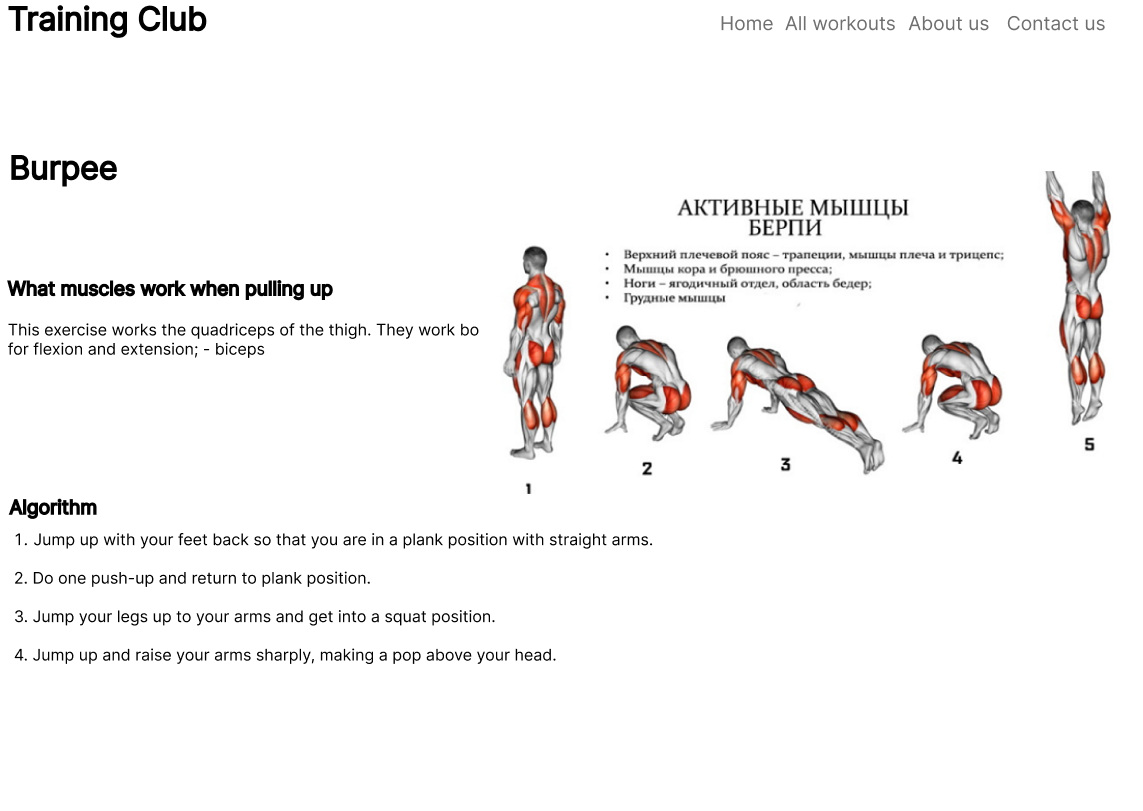 Training Club
Home All workouts About us Contact us
Burpee
АКТИВНЫЕ МЫШЦЫ
БЕРПИ
• Верхний плечевой пояс – трапеции, мышцы плеча и трицепс;
• Мышцы кора и брюшного пресса;
• Ноги – ягодичный отдел, область бедер;
• Грудные мышцы
What muscles work when pulling up
This exercise works the quadriceps of the thigh. They work bo
for flexion and extension; - biceps
1
2
3
4
5
Algorithm
1. Jump up with your feet back so that you are in a plank position with straight arms.
2. Do one push-up and return to plank position.
3. Jump your legs up to your arms and get into a squat position.
4. Jump up and raise your arms sharply, making a pop above your head.